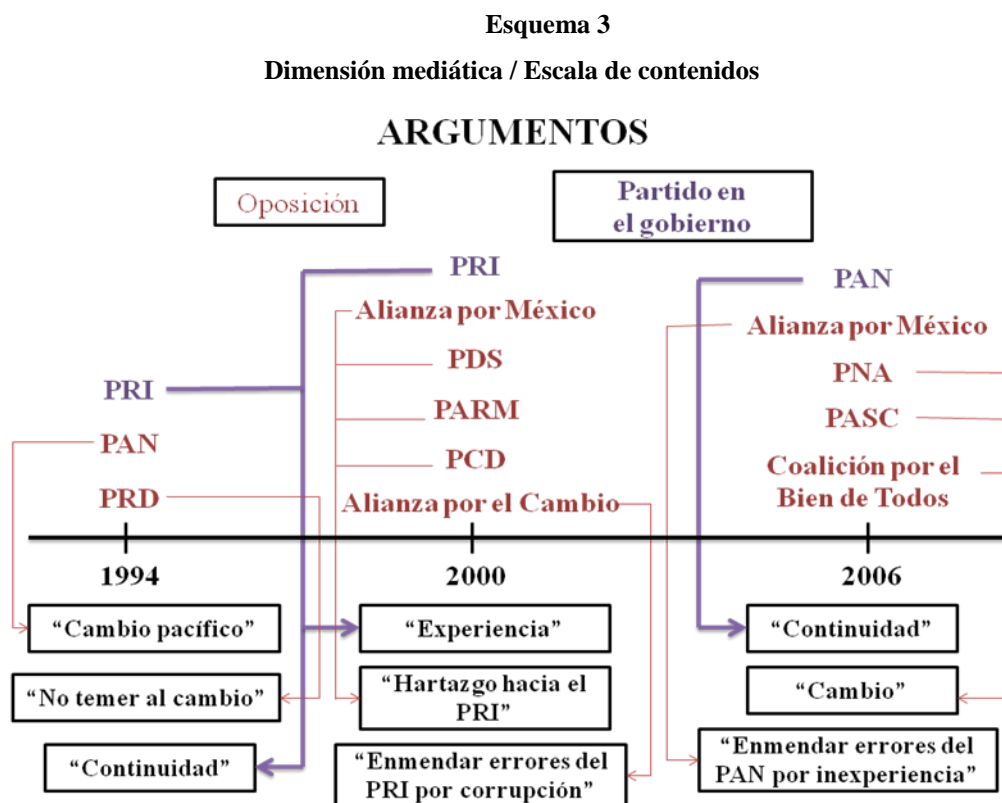 Esquema 3
Dimensión mediática / Escala de contenidos
ARGUMENTOS
Oposición
Partido en
el gobierno
PRI
PAN
PRD
1994
“Cambio pacífico”
“No temer al cambio”
“Continuidad”
PRI
Alianza por México
PDS
PARM
PCD
Alianza por el Cambio
2000
“Experiencia”
“Hartazgo hacia el
PRI”
“Enmendar errores del
PRI por corrupción”
PAN
Alianza por México
PNA
PASC
Coalición por el
Bien de Todos
2006
“Continuidad”
“Cambio”
“Enmendar errores del
PAN por inexperiencia”